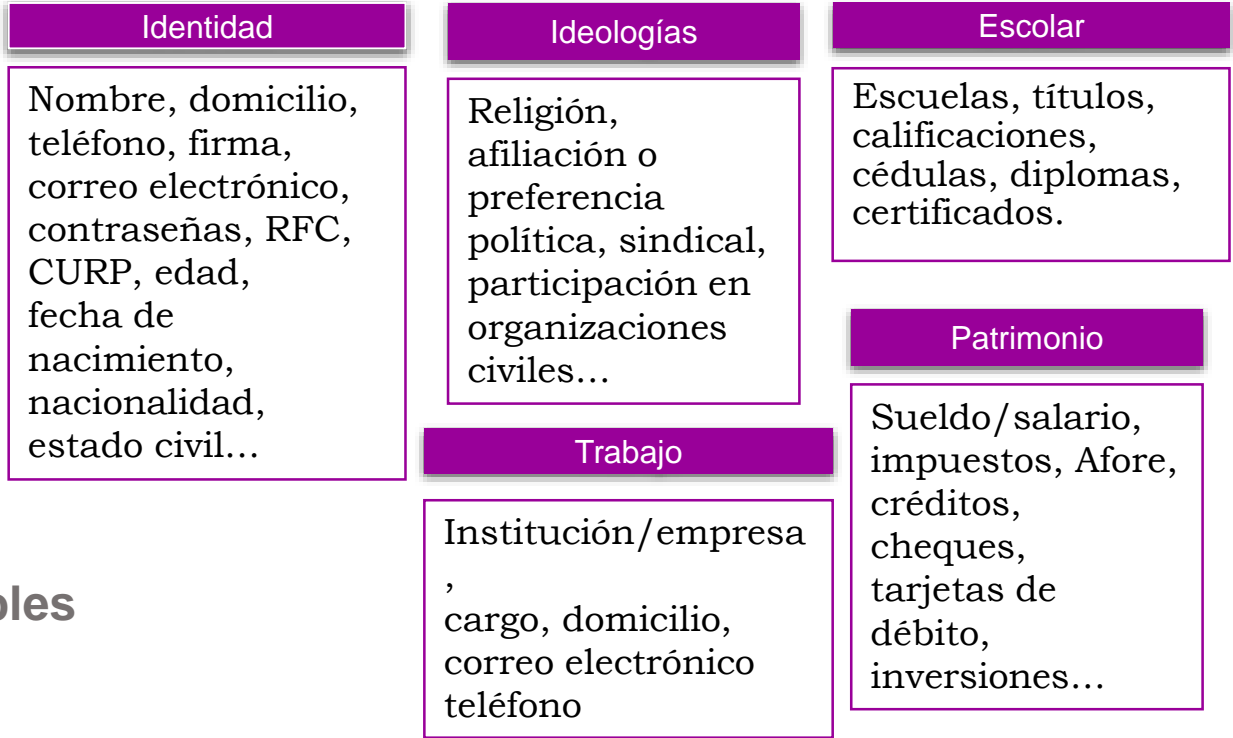 Identidad
Nombre, domicilio,
teléfono, firma,
correo electrónico,
contraseñas, RFC,
CURP, edad,
fecha de
nacimiento,
nacionalidad,
estado civil…
Ideologías
Religión,
afiliación o
preferencia
política, sindical,
participación en
organizaciones
civiles…
Escolar
Escuelas, títulos,
calificaciones,
cédulas, diplomas,
certificados.
Trabajo
Institución/empresa
,
cargo, domicilio,
correo electrónico
teléfono
Patrimonio
Sueldo/salario,
impuestos, Afore,
créditos,
cheques,
tarjetas de
débito,
inversiones…